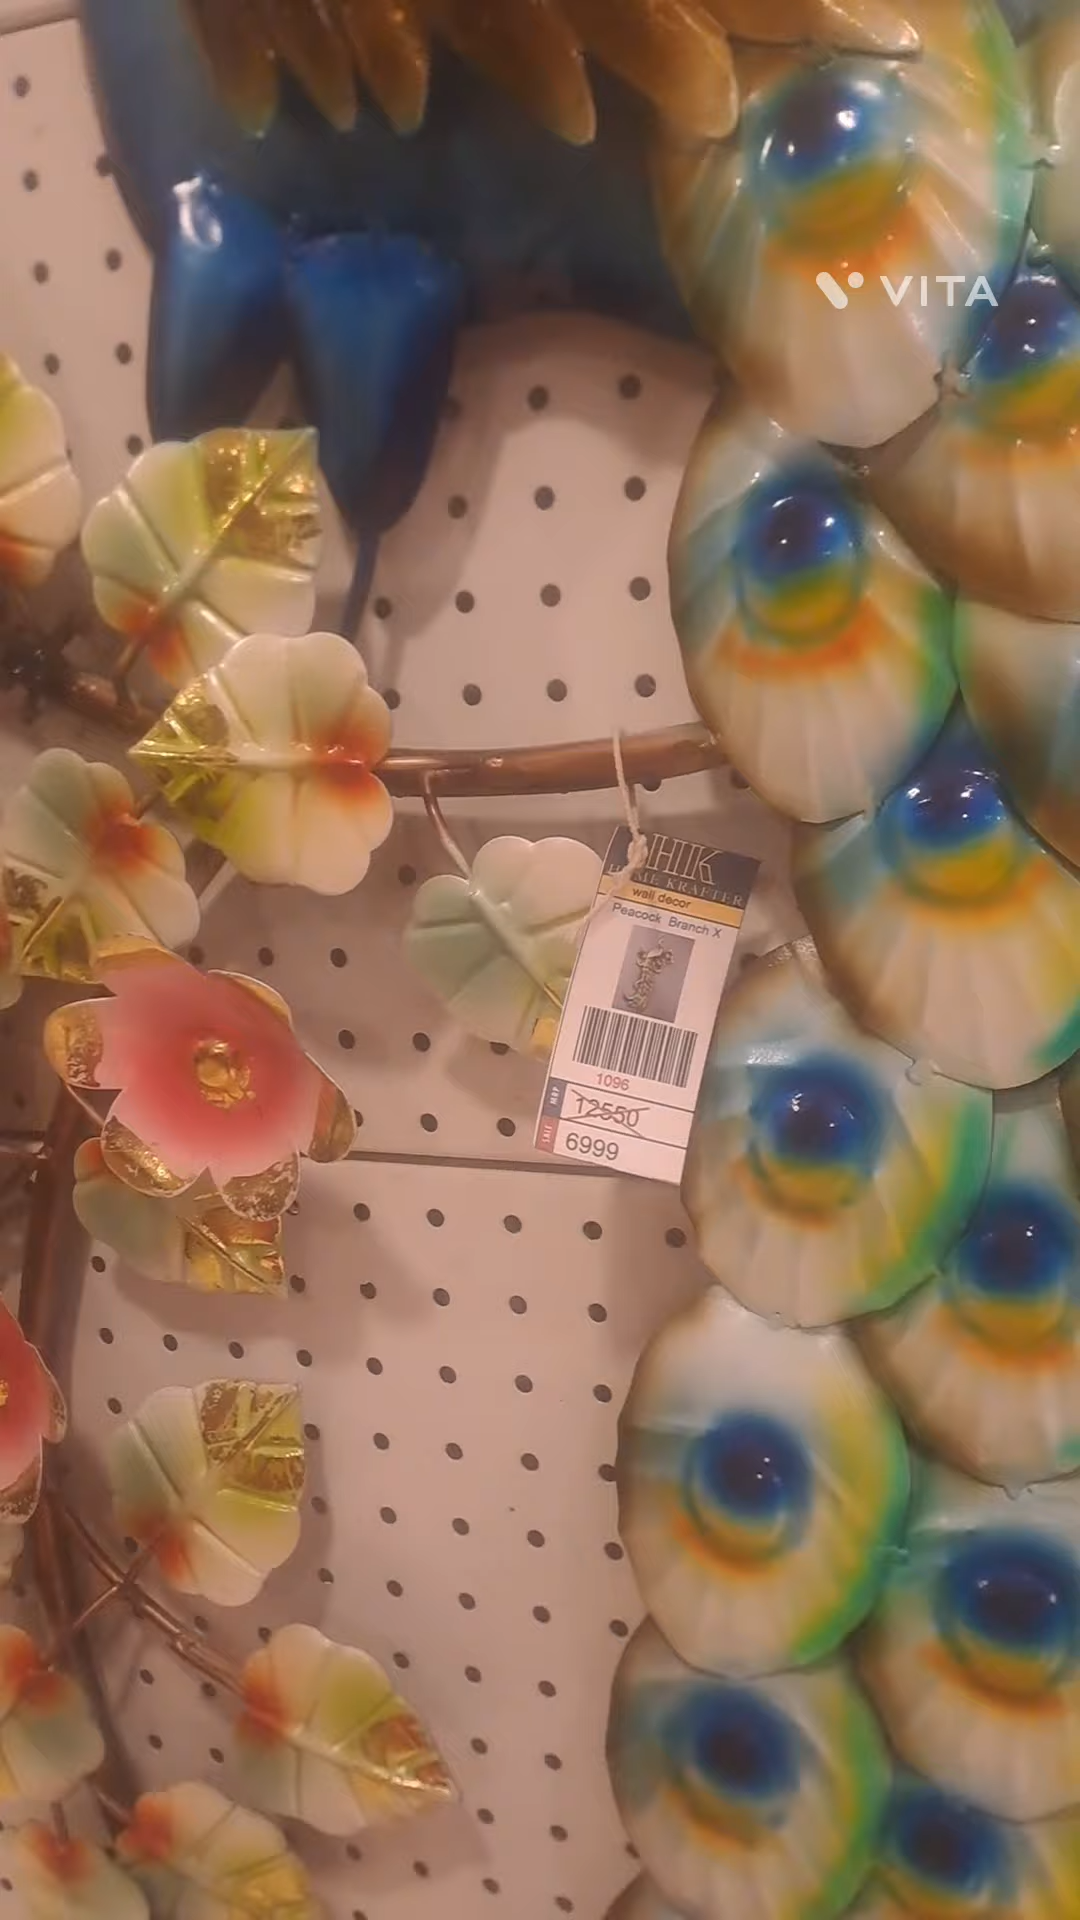 VITA
HK
HOME KRAFTER
wall decor
Peacock Branch X
1096
MRP 12550
SALE 6999